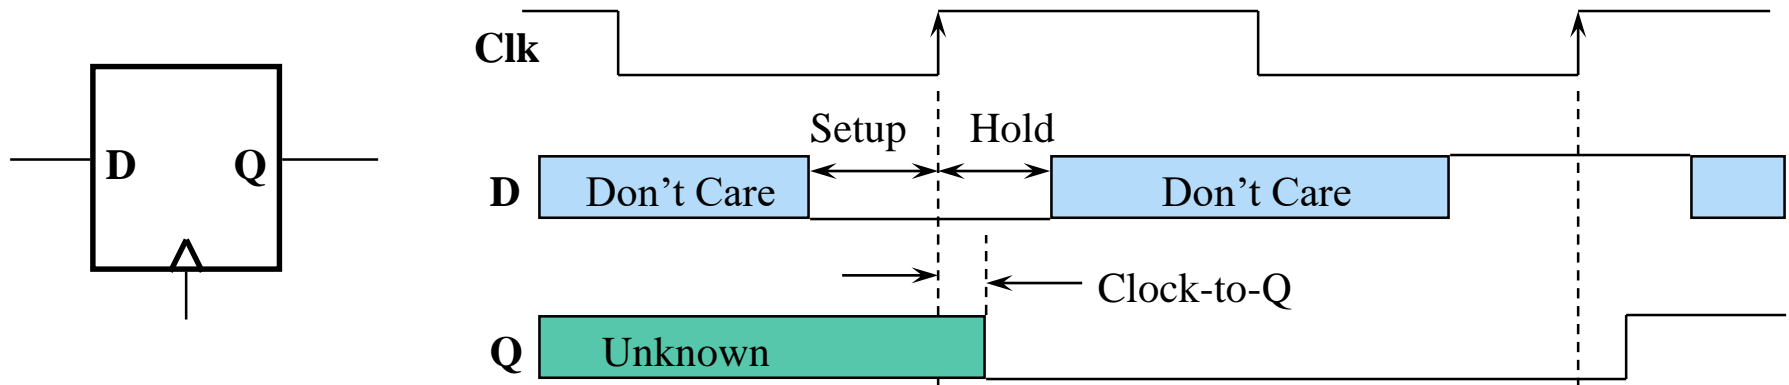 Clk
Setup Hold
D Q
D Don’t Care Don’t Care
Clock-to-Q
Q Unknown